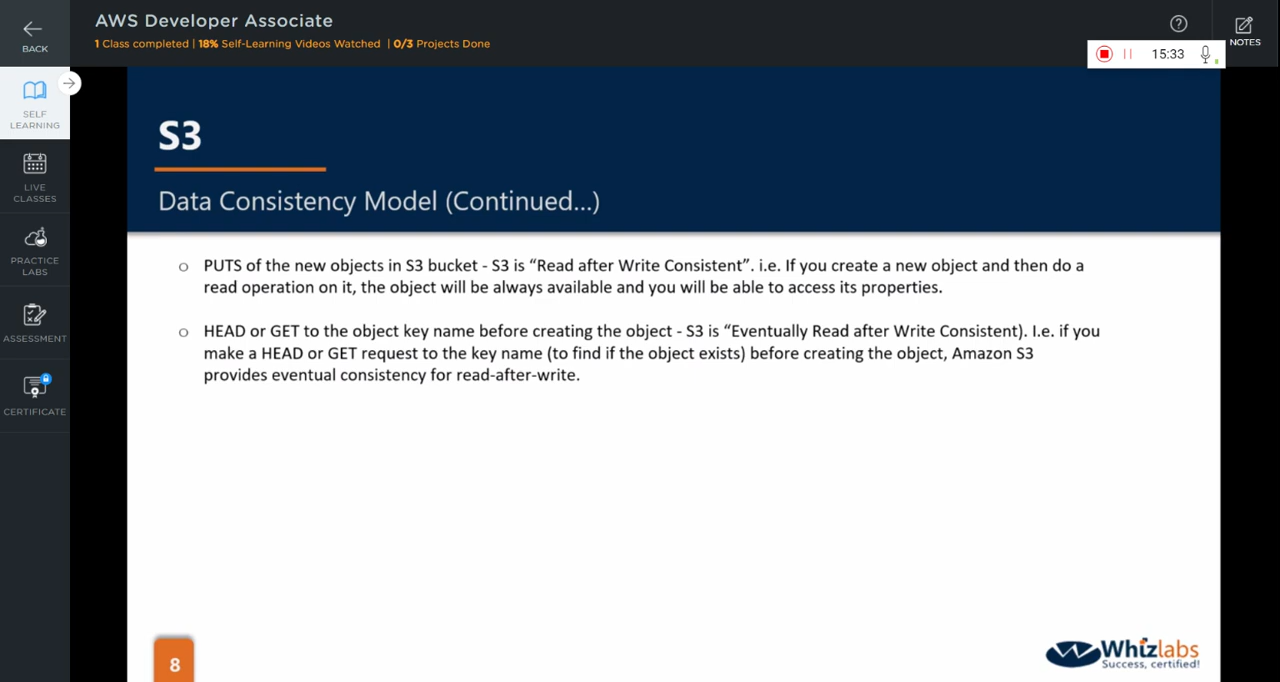 BACK
AWS Developer Associate
1 Class completed | 18% Self-Learning Videos Watched | 0/3 Projects Done
NOTES
15:33
SELF
LEARNING
LIVE
CLASSES
PRACTICE
LABS
ASSESSMENT
CERTIFICATE
S3
Data Consistency Model (Continued...)
o PUTS of the new objects in S3 bucket - S3 is “Read after Write Consistent”. i.e. If you create a new object and then do a
read operation on it, the object will be always available and you will be able to access its properties.
o HEAD or GET to the object key name before creating the object - S3 is “Eventually Read after Write Consistent). I.e. if you
make a HEAD or GET request to the key name (to find if the object exists) before creating the object, Amazon S3
provides eventual consistency for read-after-write.
8
Whizlabs
Success, certified!